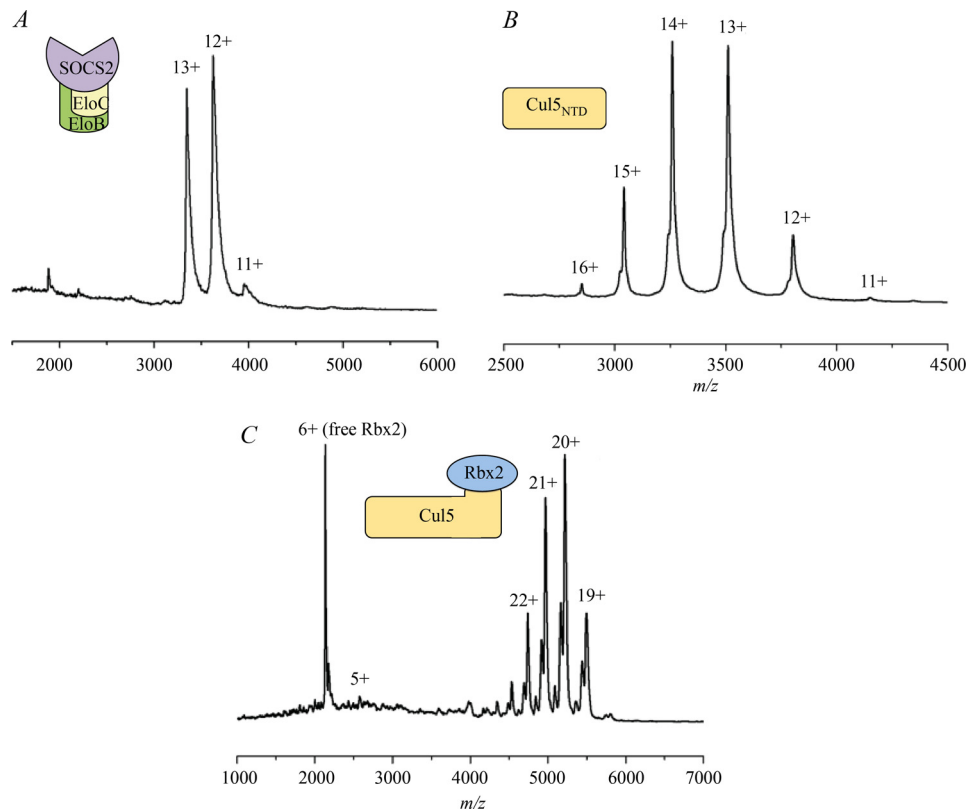 A
SOCS2
EloC
EloB
13+
12+
11+
2000 3000 4000 5000 6000
B
Cul5NTD
16+
15+
14+
13+
12+
11+
2500 3000 3500 4000 4500
m/z
C
6+ (free Rbx2)
5+
Rbx2
Cul5
22+
21+
20+
19+
1000 2000 3000 4000 5000 6000 7000
m/z